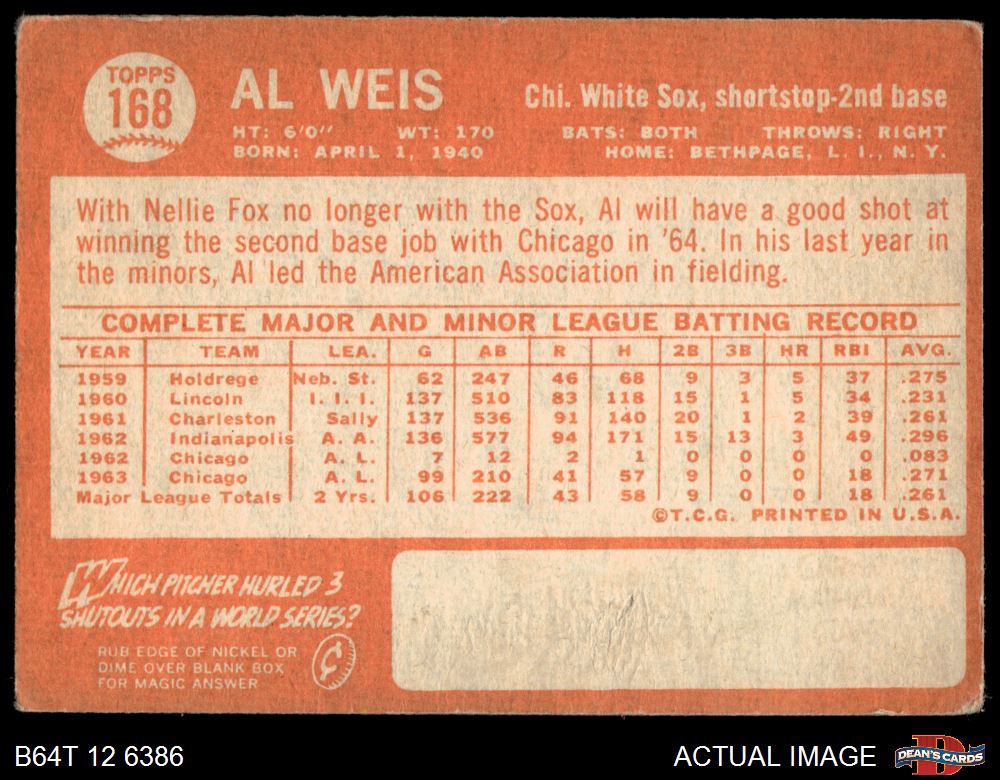 TOPPS
168
AL WEIS
Chi. White Sox, shortstop-2nd base
HT: 6'0" WT: 170 BATS: BOTH THROWS: RIGHT
BORN: APRIL 1, 1940 HOME: BETHPAGE, L. I., N. Y.
With Nellie Fox no longer with the Sox, Al will have a good shot at
winning the second base job with Chicago in '64. In his last year in
the minors, Al led the American Association in fielding.
COMPLETE MAJOR AND MINOR LEAGUE BATTING RECORD
YEAR TEAM LEA. G AB R H 2B 3B HR RBI AVG.
1959 Holdrege Neb. St. 62 247 46 68 9 3 5 37 .275
1960 Lincoln I. I. I. 137 510 83 118 15 1 5 34 .231
1961 Charleston Sally 137 536 91 140 20 1 2 39 .261
1962 Indianapolis A. A. 136 577 94 171 15 13 3 49 .296
1962 Chicago A. L. 7 12 2 1 0 0 0 0 .083
1963 Chicago A. L. 99 210 41 57 9 0 0 18 .271
Major League Totals 2 Yrs. 106 222 43 58 9 0 0 18 .261
©T.C.G. PRINTED IN U.S.A.
WHICH PITCHER HURLED 3
SHUTOUTS IN A WORLD SERIES?
RUB EDGE OF NICKEL OR
DIME OVER BLANK BOX
FOR MAGIC ANSWER
¢
B64T 12 6386
ACTUAL IMAGE
D
DEAN'S CARDS